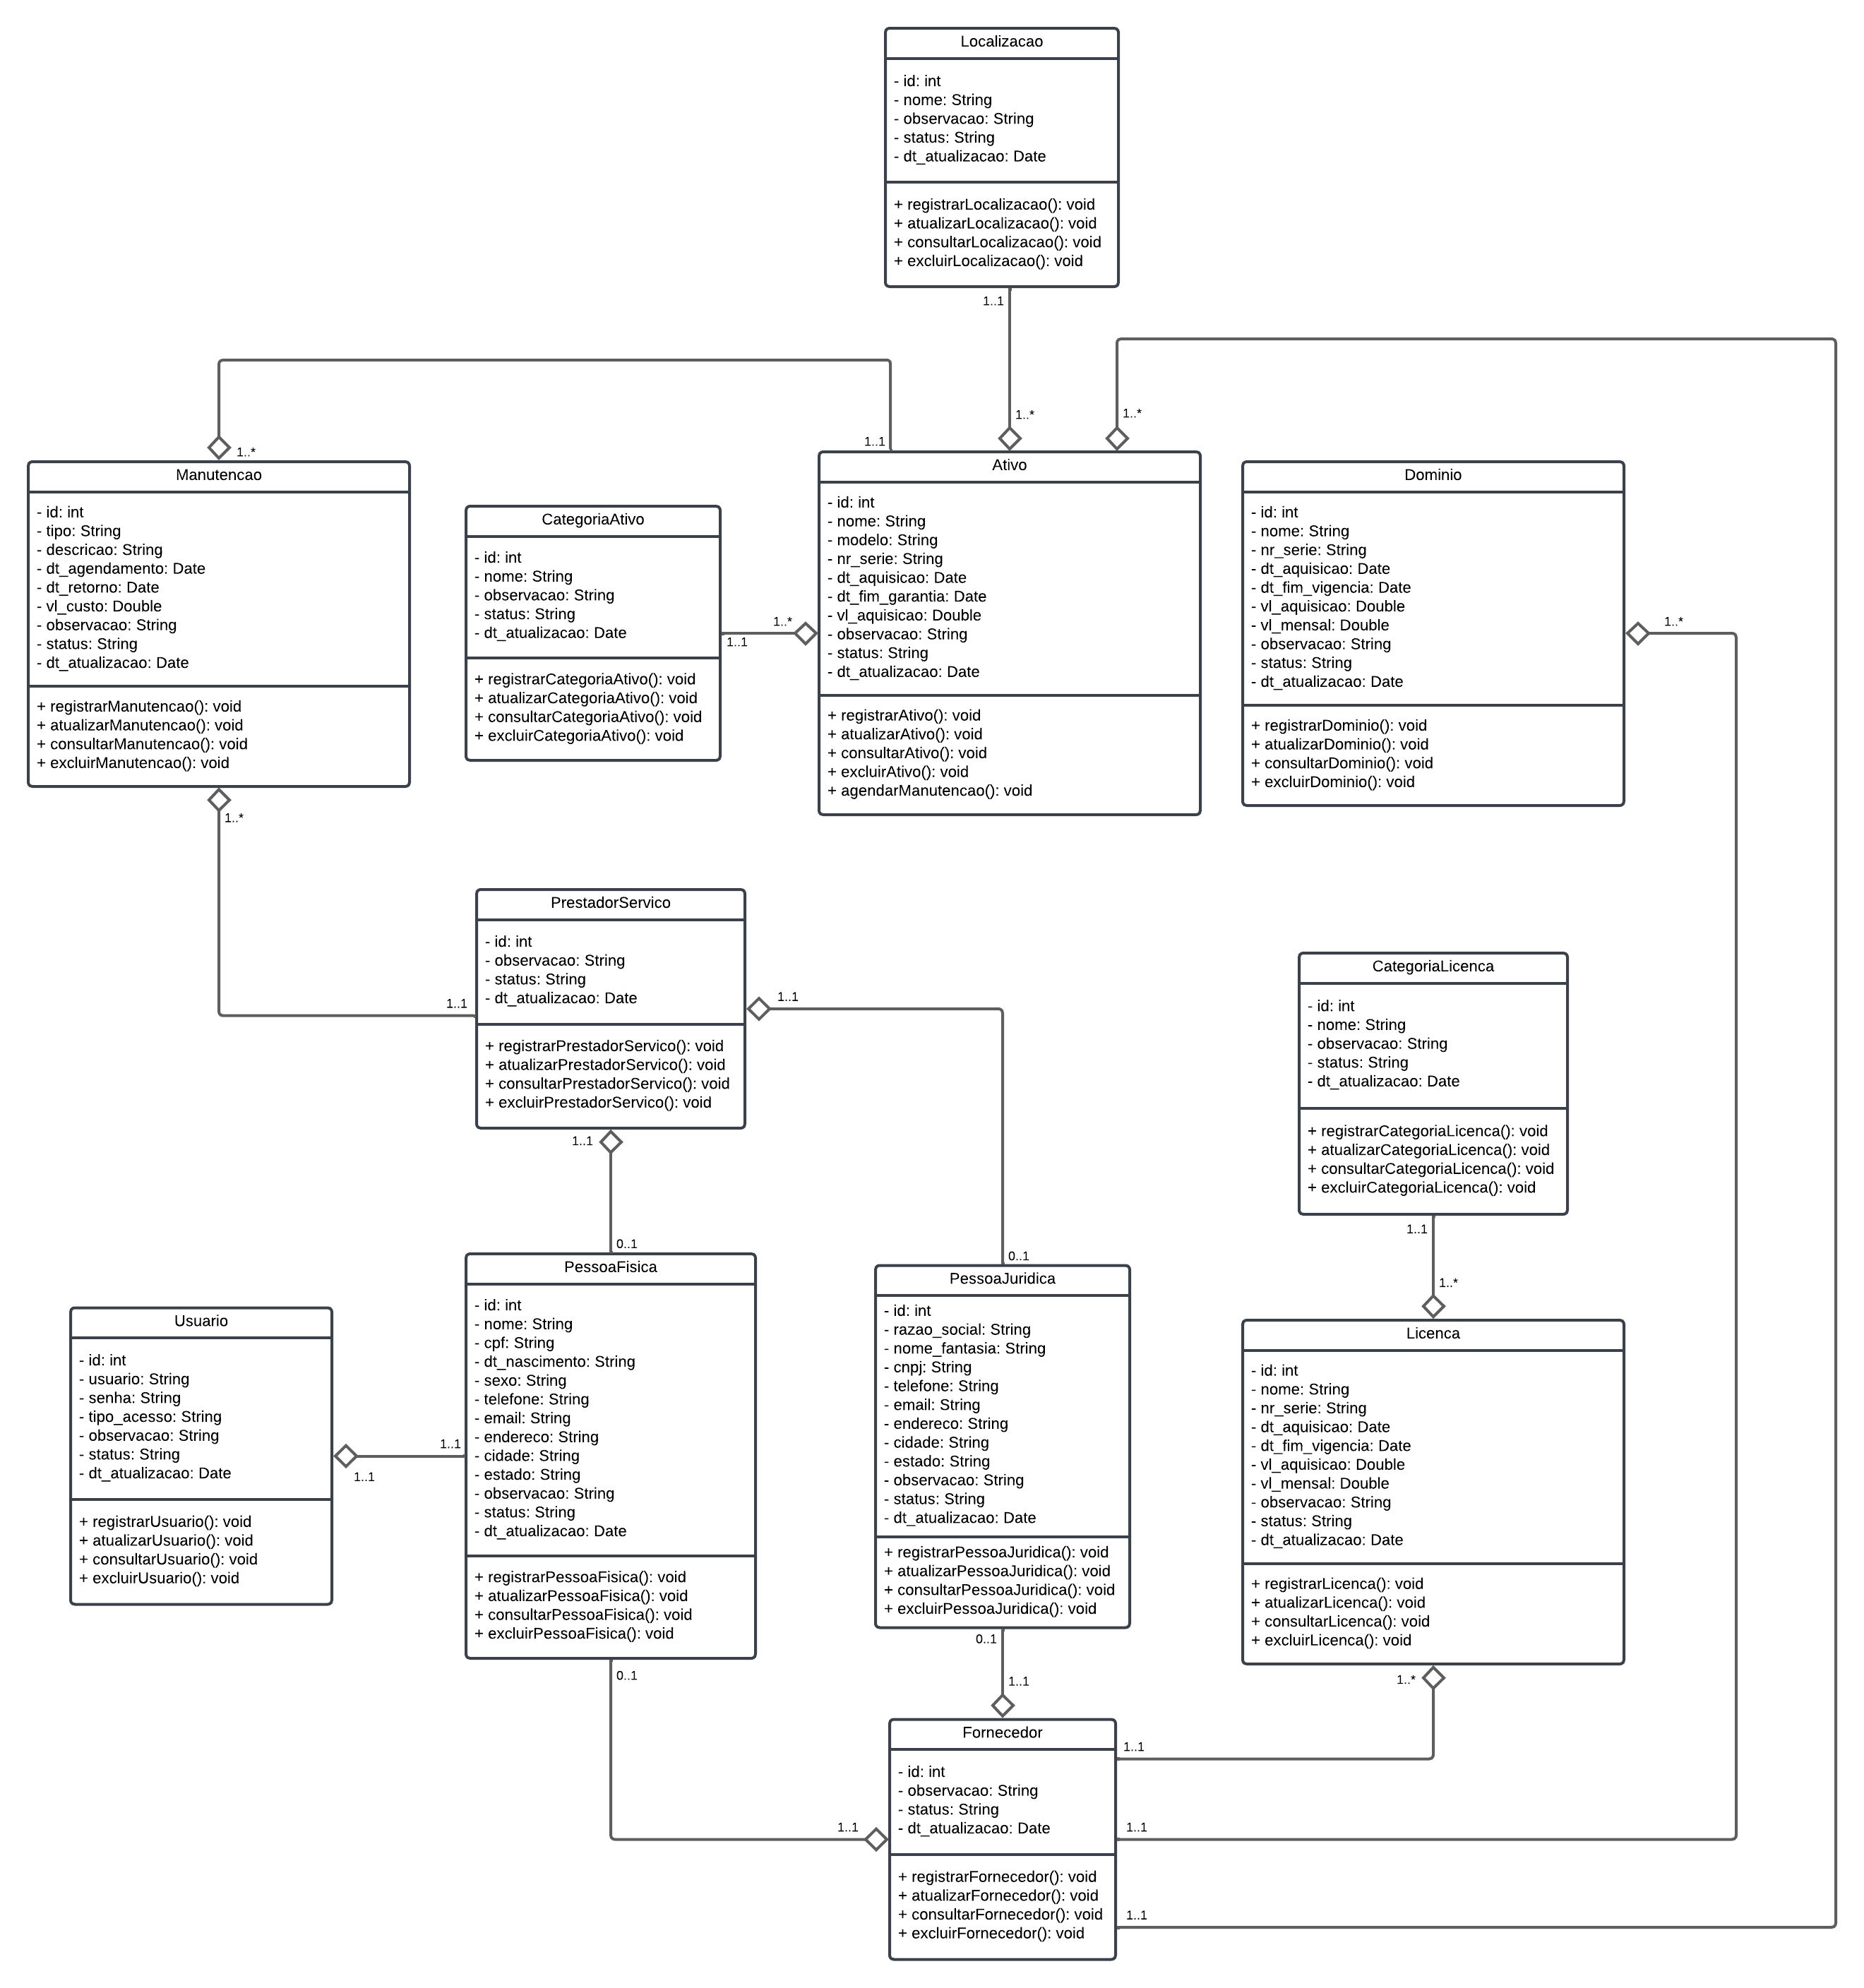 Localizacao
- id: int
- nome: String
- observacao: String
- status: String
- dt_atualizacao: Date
+ registrarLocalizacao(): void
+ atualizarLocalizacao(): void
+ consultarLocalizacao(): void
+ excluirLocalizacao(): void
1..1
1..*
1..*
1..1
1..*
Manutencao
- id: int
- tipo: String
- descricao: String
- dt_agendamento: Date
- dt_retorno: Date
- vl_custo: Double
- observacao: String
- status: String
- dt_atualizacao: Date
+ registrarManutencao(): void
+ atualizarManutencao(): void
+ consultarManutencao(): void
+ excluirManutencao(): void
1..*
CategoriaAtivo
- id: int
- nome: String
- observacao: String
- status: String
- dt_atualizacao: Date
+ registrarCategoriaAtivo(): void
+ atualizarCategoriaAtivo(): void
+ consultarCategoriaAtivo(): void
+ excluirCategoriaAtivo(): void
1..*
1..1
Ativo
- id: int
- nome: String
- modelo: String
- nr_serie: String
- dt_aquisicao: Date
- dt_fim_garantia: Date
- vl_aquisicao: Double
- observacao: String
- status: String
- dt_atualizacao: Date
+ registrarAtivo(): void
+ atualizarAtivo(): void
+ consultarAtivo(): void
+ excluirAtivo(): void
+ agendarManutencao(): void
Dominio
- id: int
- nome: String
- nr_serie: String
- dt_aquisicao: Date
- dt_fim_vigencia: Date
- vl_aquisicao: Double
- vl_mensal: Double
- observacao: String
- status: String
- dt_atualizacao: Date
+ registrarDominio(): void
+ atualizarDominio(): void
+ consultarDominio(): void
+ excluirDominio(): void
1..*
PrestadorServico
- id: int
- observacao: String
- status: String
- dt_atualizacao: Date
+ registrarPrestadorServico(): void
+ atualizarPrestadorServico(): void
+ consultarPrestadorServico(): void
+ excluirPrestadorServico(): void
1..1
1..1
1..1
0..1
0..1
CategoriaLicenca
- id: int
- nome: String
- observacao: String
- status: String
- dt_atualizacao: Date
+ registrarCategoriaLicenca(): void
+ atualizarCategoriaLicenca(): void
+ consultarCategoriaLicenca(): void
+ excluirCategoriaLicenca(): void
1..1
1..*
Usuario
- id: int
- usuario: String
- senha: String
- tipo_acesso: String
- observacao: String
- status: String
- dt_atualizacao: Date
+ registrarUsuario(): void
+ atualizarUsuario(): void
+ consultarUsuario(): void
+ excluirUsuario(): void
1..1
1..1
PessoaFisica
- id: int
- nome: String
- cpf: String
- dt_nascimento: String
- sexo: String
- telefone: String
- email: String
- endereco: String
- cidade: String
- estado: String
- observacao: String
- status: String
- dt_atualizacao: Date
+ registrarPessoaFisica(): void
+ atualizarPessoaFisica(): void
+ consultarPessoaFisica(): void
+ excluirPessoaFisica(): void
0..1
PessoaJuridica
- id: int
- razao_social: String
- nome_fantasia: String
- cnpj: String
- telefone: String
- email: String
- endereco: String
- cidade: String
- estado: String
- observacao: String
- status: String
- dt_atualizacao: Date
+ registrarPessoaJuridica(): void
+ atualizarPessoaJuridica(): void
+ consultarPessoaJuridica(): void
+ excluirPessoaJuridica(): void
0..1
1..1
Licenca
- id: int
- nome: String
- nr_serie: String
- dt_aquisicao: Date
- dt_fim_vigencia: Date
- vl_aquisicao: Double
- vl_mensal: Double
- observacao: String
- status: String
- dt_atualizacao: Date
+ registrarLicenca(): void
+ atualizarLicenca(): void
+ consultarLicenca(): void
+ excluirLicenca(): void
1..*
Fornecedor
- id: int
- observacao: String
- status: String
- dt_atualizacao: Date
+ registrarFornecedor(): void
+ atualizarFornecedor(): void
+ consultarFornecedor(): void
+ excluirFornecedor(): void
1..1
1..1
1..1
1..1